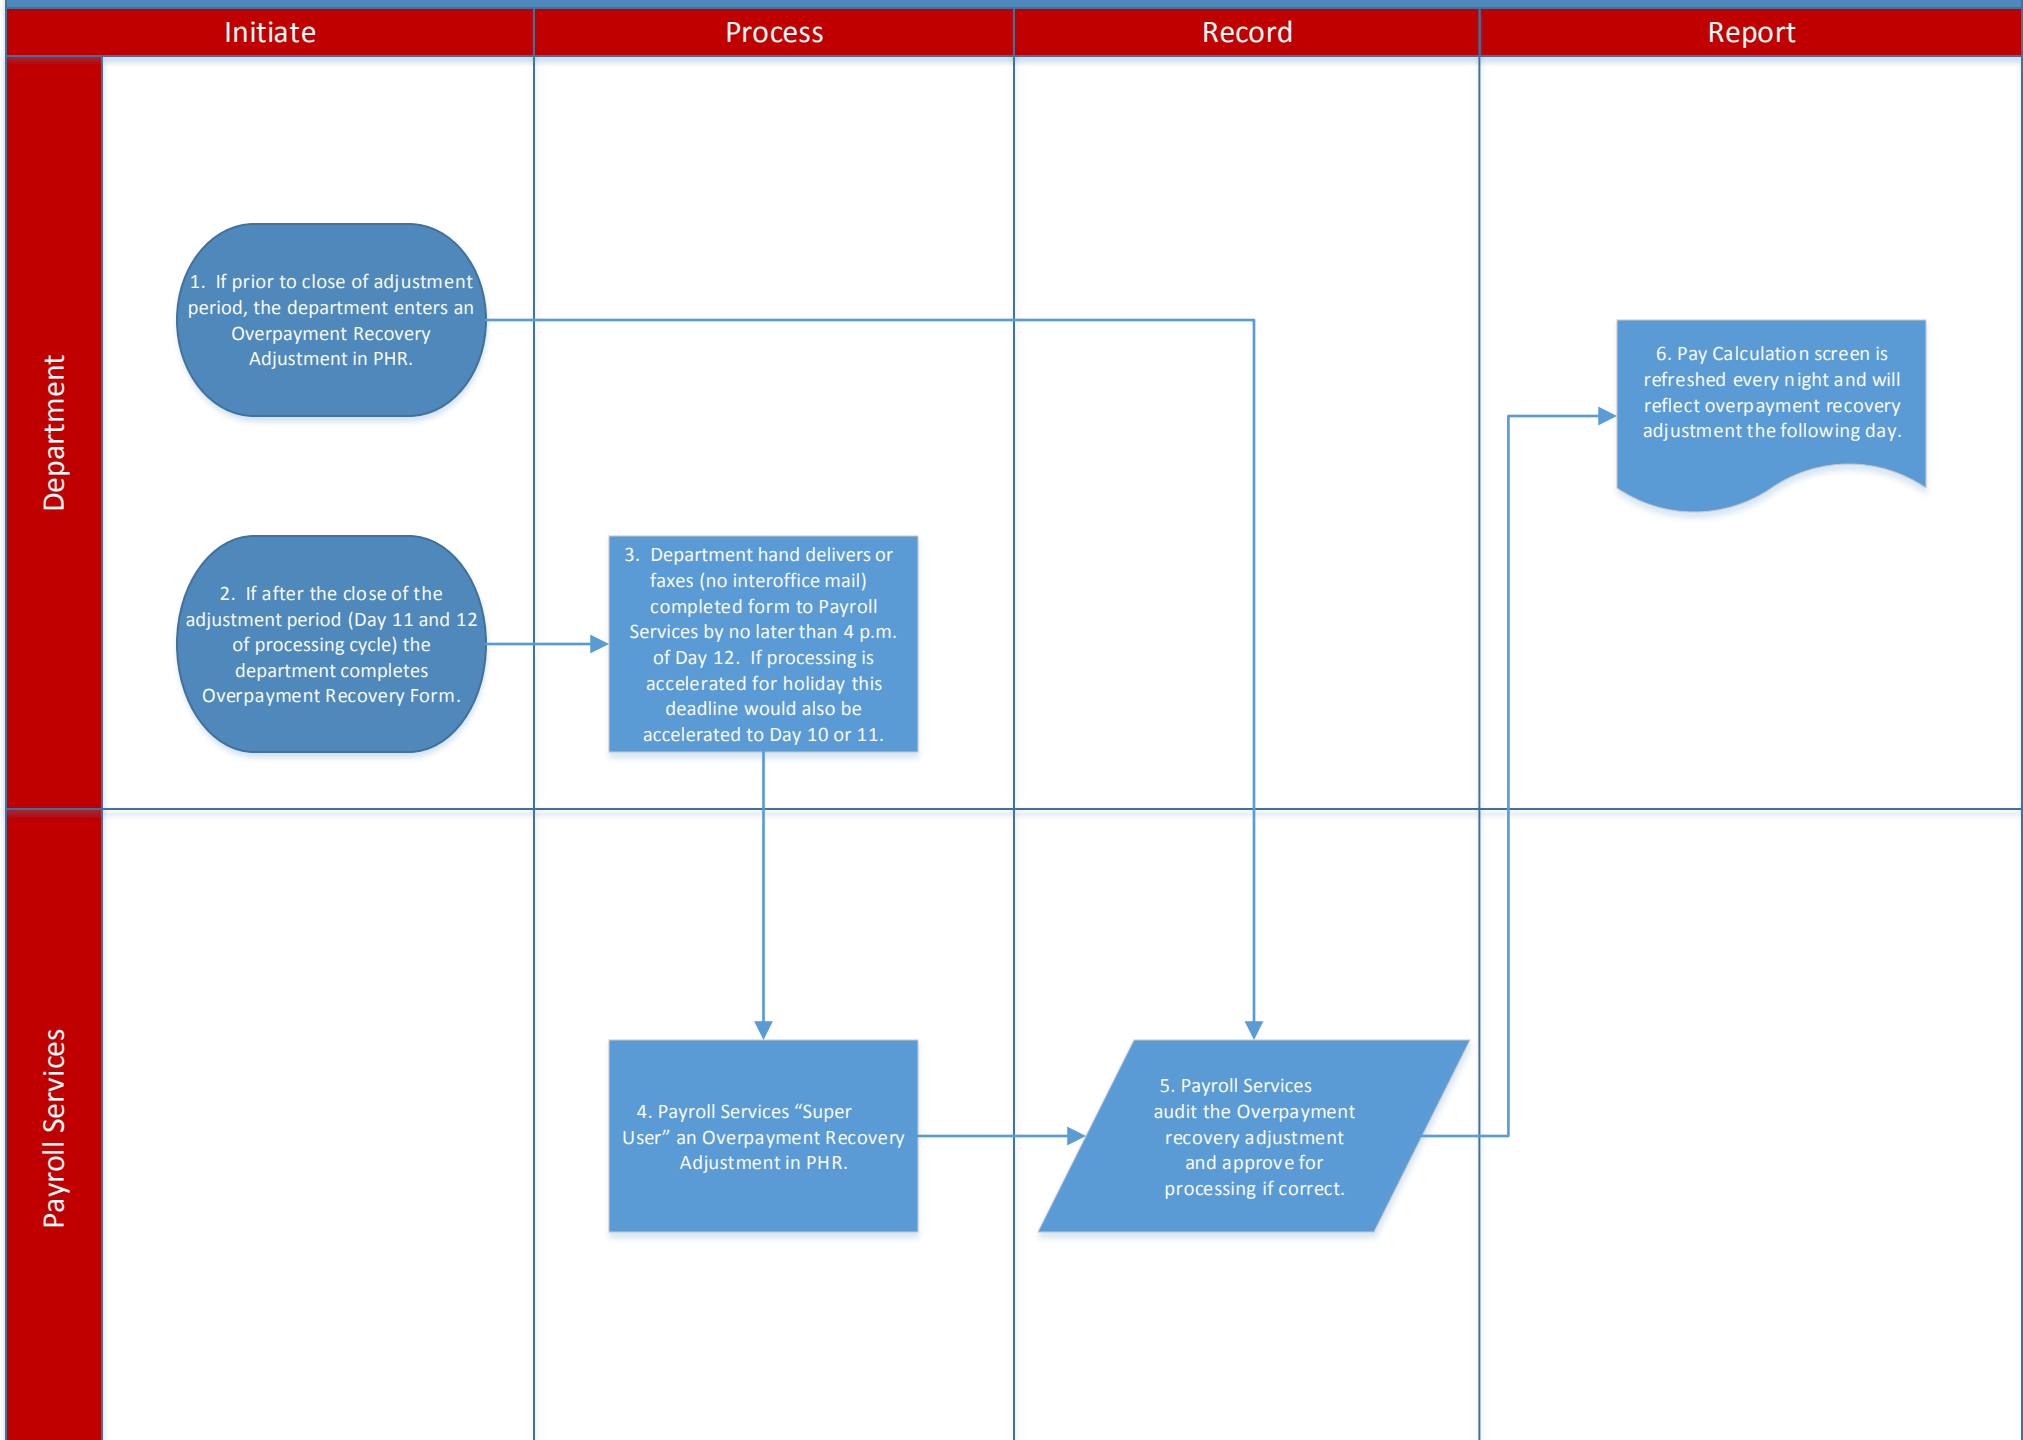 Initiate
Process
Record
Report
Department
1.  If prior to close of adjustment
period, the department enters an
Overpayment Recovery
Adjustment in PHR.
6. Pay Calculation screen is
refreshed every night and will
reflect overpayment recovery
adjustment the following day.
2.  If after the close of the
adjustment period (Day 11 and 12
of processing cycle) the
department completes
Overpayment Recovery Form.
3.  Department hand delivers or
faxes (no interoffice mail)
completed form to Payroll
Services by no later than 4 p.m.
of Day 12.  If processing is
accelerated for holiday this
deadline would also be
accelerated to Day 10 or 11.
Payroll Services
4. Payroll Services “Super
User” an Overpayment Recovery
Adjustment in PHR.
5. Payroll Services
audit the Overpayment
recovery adjustment
and approve for
processing if correct.